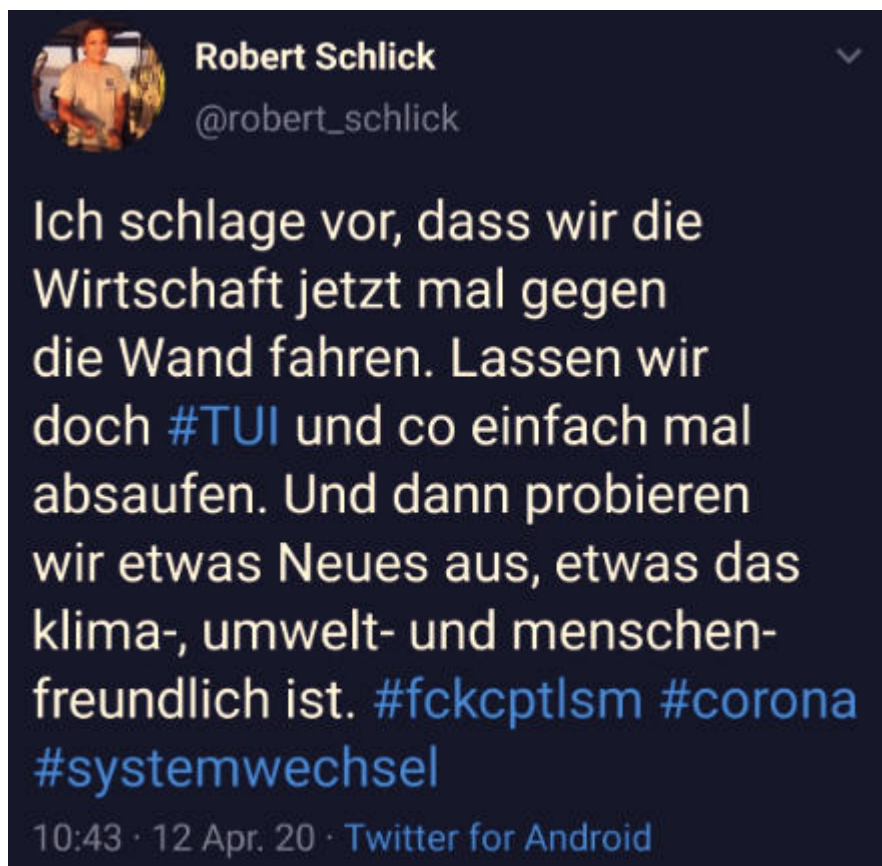 Robert Schlick
@robert_schlick
Ich schlage vor, dass wir die
Wirtschaft jetzt mal gegen
die Wand fahren. Lassen wir
doch #TUI und co einfach mal
absaufen. Und dann probieren
wir etwas Neues aus, etwas das
klima-, umwelt- und menschen-
freundlich ist. #fckcptlsm #corona
#systemwechsel
10:43 · 12 Apr. 20 · Twitter for Android